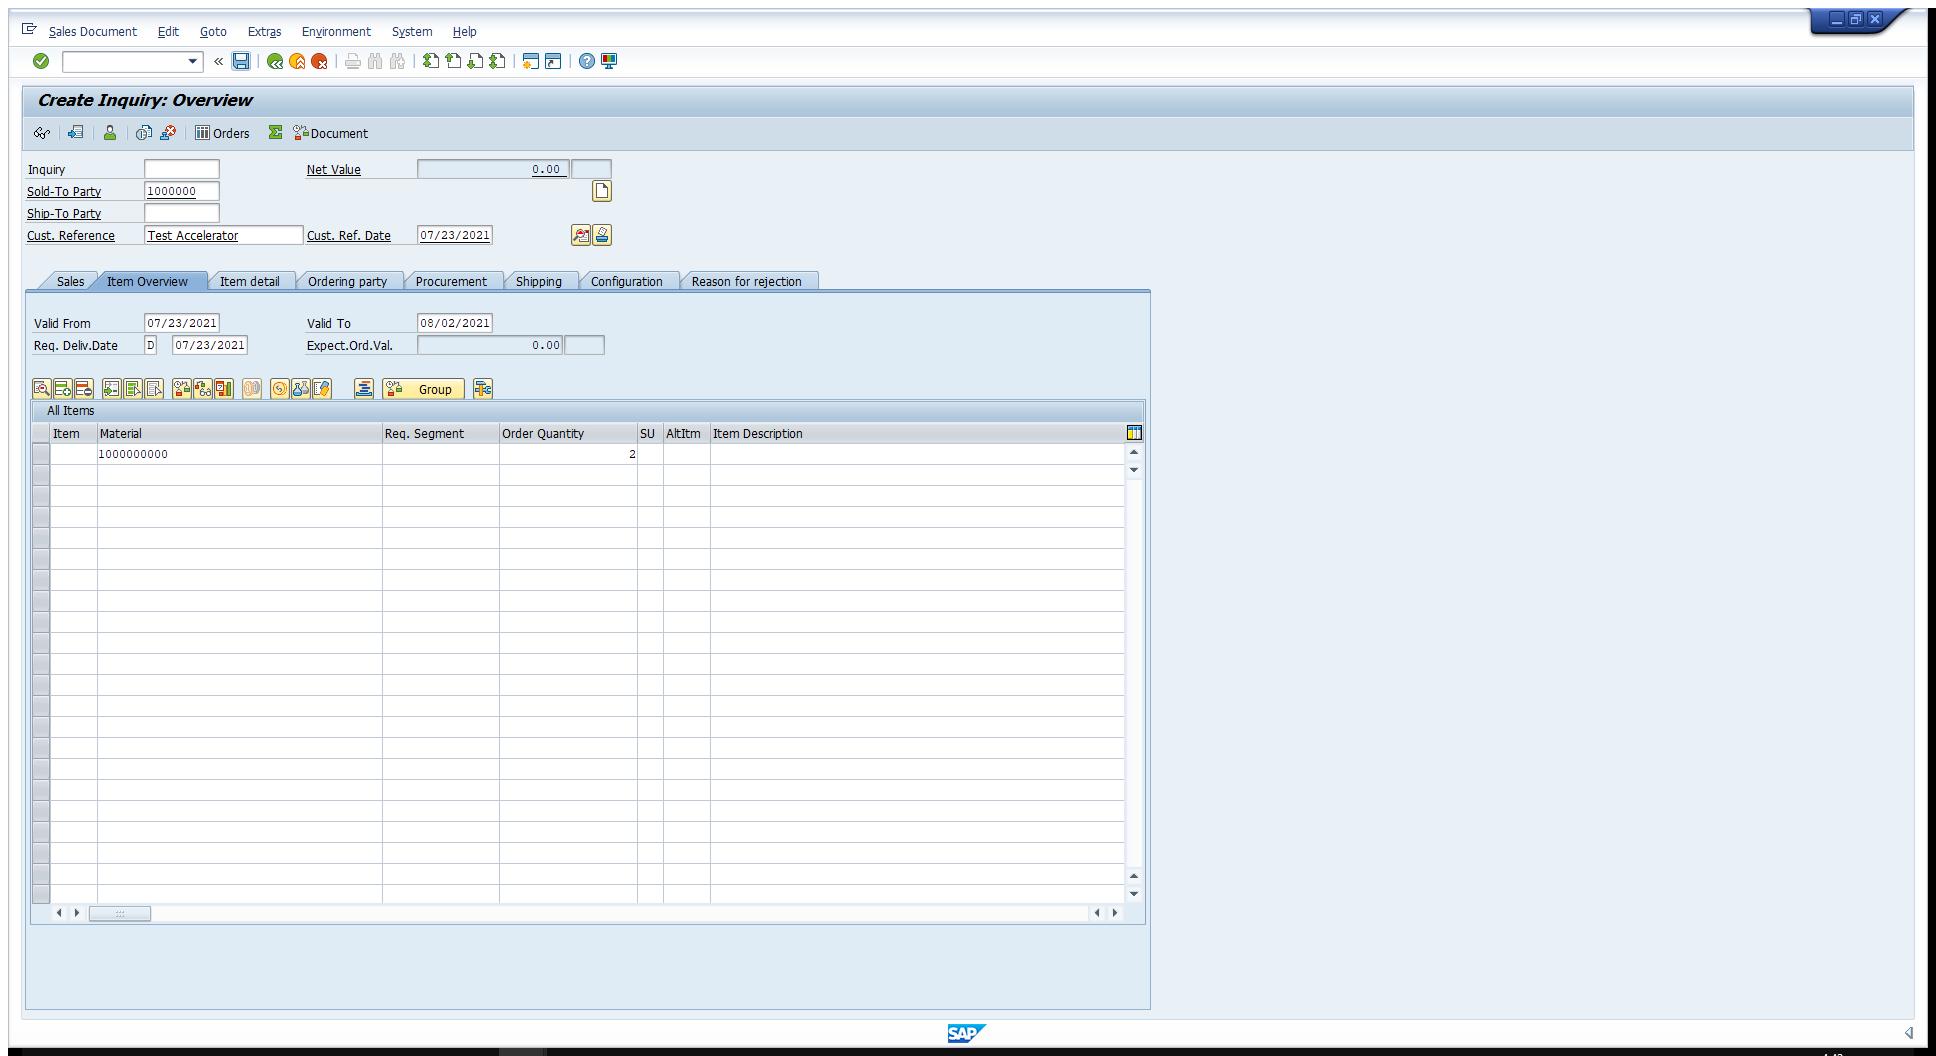 Sales Document Edit Goto Extras Environment System Help
Create Inquiry: Overview
Orders Document
Inquiry Net Value 0.00
Sold-To Party 1000000
Ship-To Party
Cust. Reference Test Accelerator Cust. Ref. Date 07/23/2021
Sales Item Overview Item detail Ordering party Procurement Shipping Configuration Reason for rejection
Valid From 07/23/2021 Valid To 08/02/2021
Req. Deliv.Date D 07/23/2021 Expect.Ord.Val. 0.00
Group
All Items
Item Material Req. Segment Order Quantity SU AltItm Item Description
1000000000 2
SAP